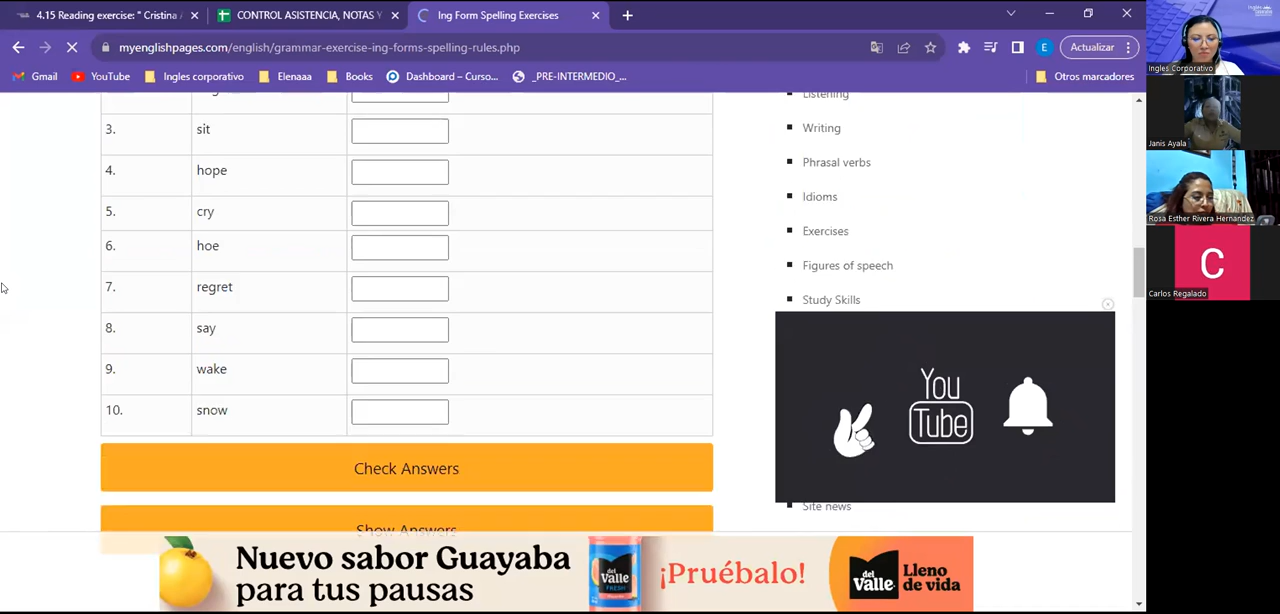 4.15 Reading exercise: " Cristina
CONTROL ASISTENCIA, NOTAS Y
Ing Form Spelling Exercises
myenglishpages.com/english/grammar-exercise-ing-forms-spelling-rules.php
E
Actualizar
Gmail
YouTube
Ingles corporativo
Elenaaa
Books
Dashboard – Curso...
_PRE-INTERMEDIO_...
Otros marcadores
3. sit
4. hope
5. cry
6. hoe
7. regret
8. say
9. wake
10. snow
Check Answers
Show Answers
Listening
Writing
Phrasal verbs
Idioms
Exercises
Figures of speech
Study Skills
You
Tube
Site news
Nuevo sabor Guayaba
para tus pausas
del
Valle
FRESH
¡Pruébalo!
del
Valle
Lleno
de vida
Ingles Corporativo
Janis Ayala
Rosa Esther Rivera Hernandez
C
Carlos Regalado